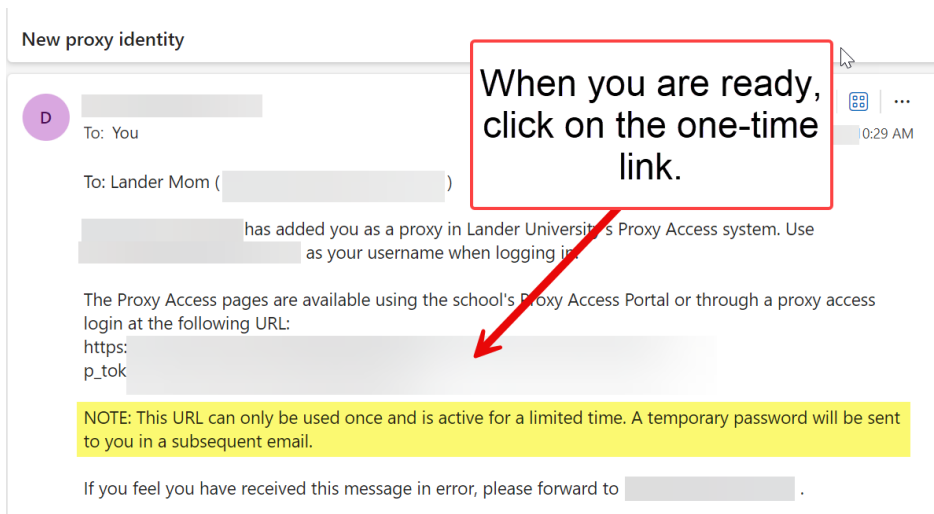 New proxy identity
When you are ready,
click on the one-time
link.
D
To: You
0:29 AM
To: Lander Mom ( )
has added you as a proxy in Lander University's Proxy Access system. Use
as your username when logging in.
The Proxy Access pages are available using the school's Proxy Access Portal or through a proxy access
login at the following URL:
https:
p_tok
NOTE: This URL can only be used once and is active for a limited time. A temporary password will be sent
to you in a subsequent email.
If you feel you have received this message in error, please forward to .